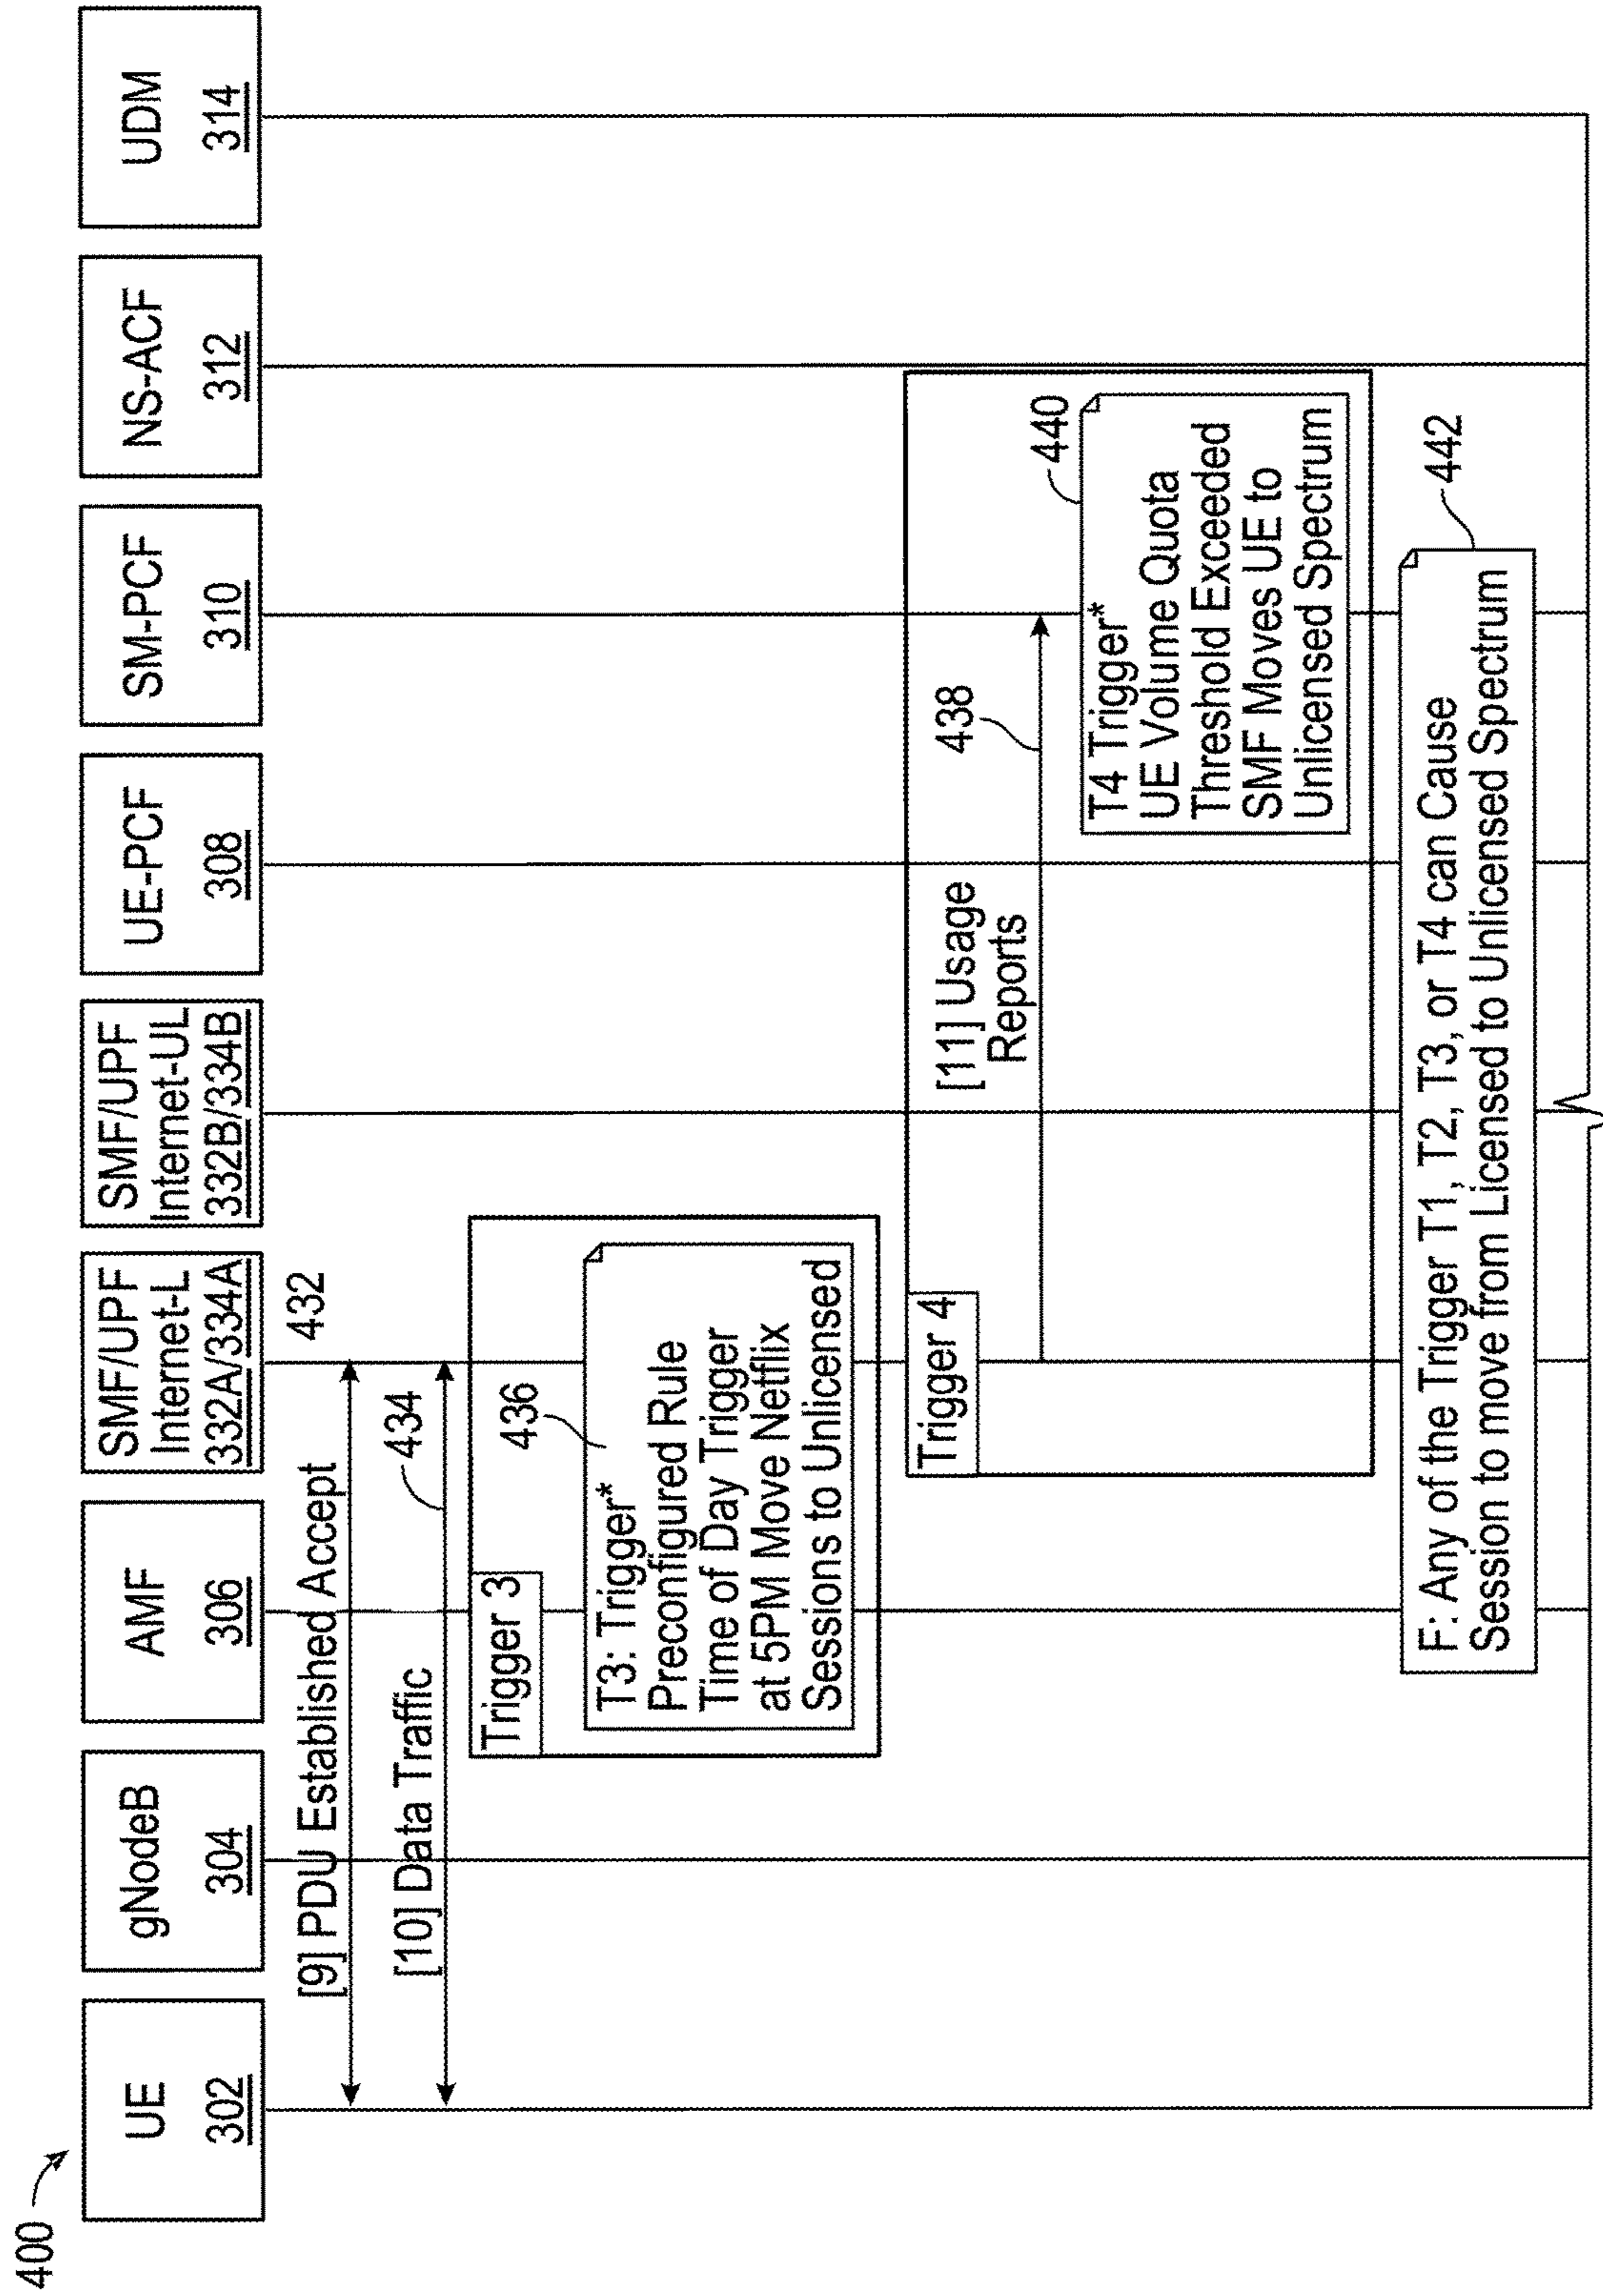 400
UE
302
gNodeB
304
AMF
306
SMF/UPF
Internet-L
332A/334A
SMF/UPF
Internet-UL
332B/334B
UE-PCF
308
SM-PCF
310
NS-ACF
312
UDM
314
[9] PDU Established Accept
432
[10] Data Traffic
434
Trigger 3
436
T3: Trigger*
Preconfigured Rule
Time of Day Trigger
at 5PM Move Netflix
Sessions to Unlicensed
Trigger 4
[11] Usage
Reports
438
440
T4 Trigger*
UE Volume Quota
Threshold Exceeded
SMF Moves UE to
Unlicensed Spectrum
442
F: Any of the Trigger T1, T2, T3, or T4 can Cause
Session to move from Licensed to Unlicensed Spectrum